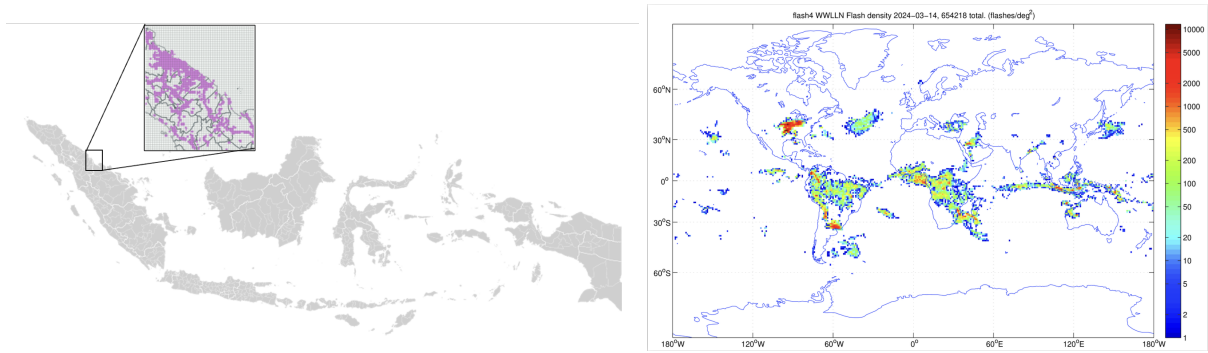 flash4 WWLLN Flash density 2024−03−14, 654218 total. (flashes/deg²)
10000
5000
2000
1000
500
200
100
50
20
10
5
2
1
60°N
30°N
0°
30°S
60°S
180°W 120°W 60°W 0° 60°E 120°E 180°W